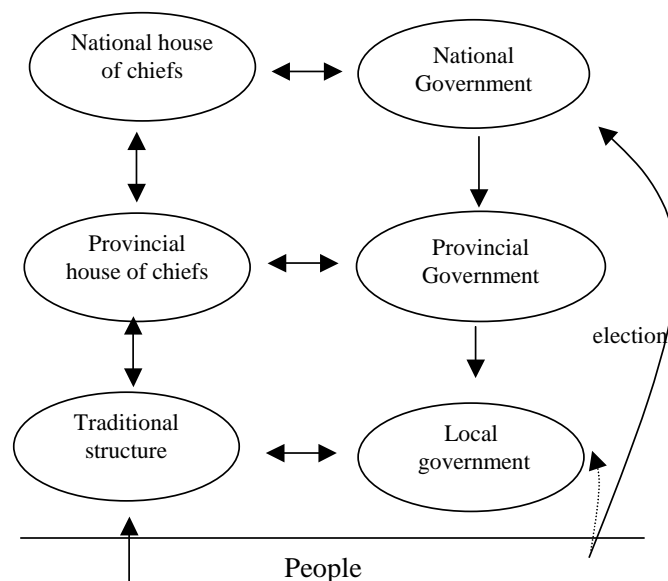 National house
of chiefs
National
Government
Provincial
house of chiefs
Provincial
Government
election
Traditional
structure
Local
government
People